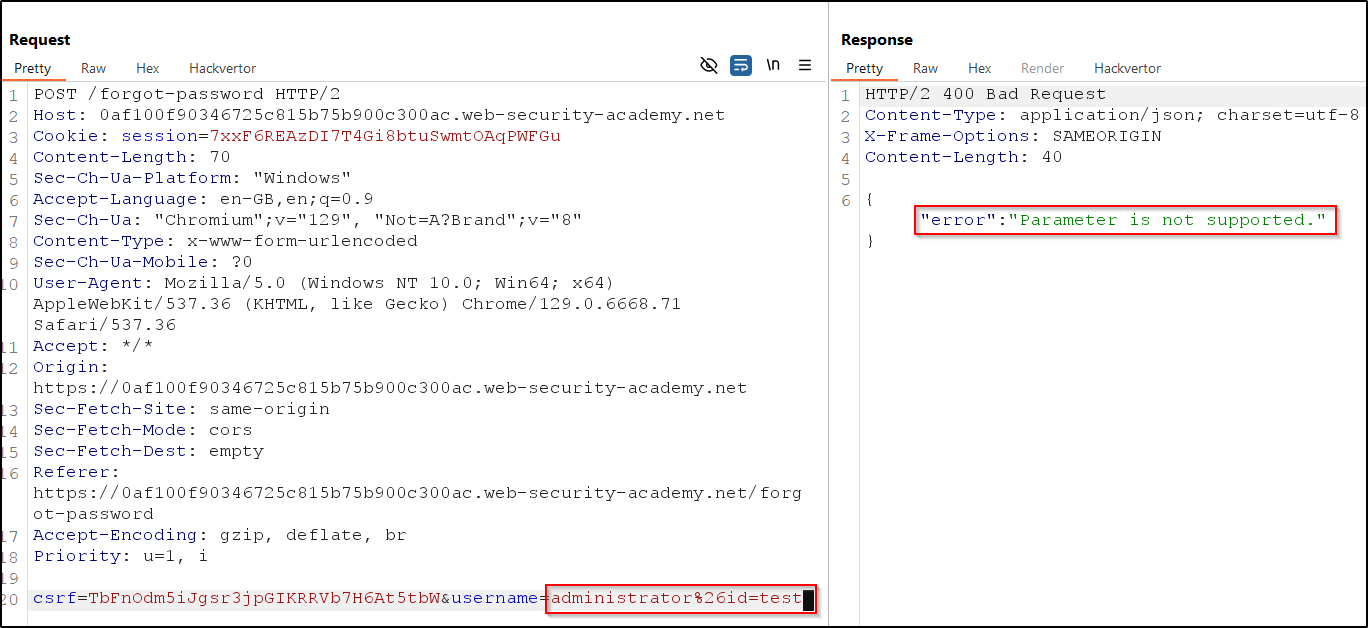 Request
Pretty Raw Hex Hackvertor \n
1 POST /forgot-password HTTP/2
2 Host: 0af100f90346725c815b75b900c300ac.web-security-academy.net
3 Cookie: session=7xxF6REAzDI7T4Gi8btuSwmtOAqPWFGu
4 Content-Length: 70
5 Sec-Ch-Ua-Platform: "Windows"
6 Accept-Language: en-GB,en;q=0.9
7 Sec-Ch-Ua: "Chromium";v="129", "Not=A?Brand";v="8"
8 Content-Type: x-www-form-urlencoded
9 Sec-Ch-Ua-Mobile: ?0
10 User-Agent: Mozilla/5.0 (Windows NT 10.0; Win64; x64)
AppleWebKit/537.36 (KHTML, like Gecko) Chrome/129.0.6668.71
Safari/537.36
11 Accept: */*
12 Origin:
https://0af100f90346725c815b75b900c300ac.web-security-academy.net
13 Sec-Fetch-Site: same-origin
14 Sec-Fetch-Mode: cors
15 Sec-Fetch-Dest: empty
16 Referer:
https://0af100f90346725c815b75b900c300ac.web-security-academy.net/forg
ot-password
17 Accept-Encoding: gzip, deflate, br
18 Priority: u=1, i
19
20 csrf=TbFnOdm5iJgsr3jpGIKRRVb7H6At5tbW&username=administrator%26id=test
Response
Pretty Raw Hex Render Hackvertor
1 HTTP/2 400 Bad Request
2 Content-Type: application/json; charset=utf-8
3 X-Frame-Options: SAMEORIGIN
4 Content-Length: 40
5
6 {
"error":"Parameter is not supported."
}